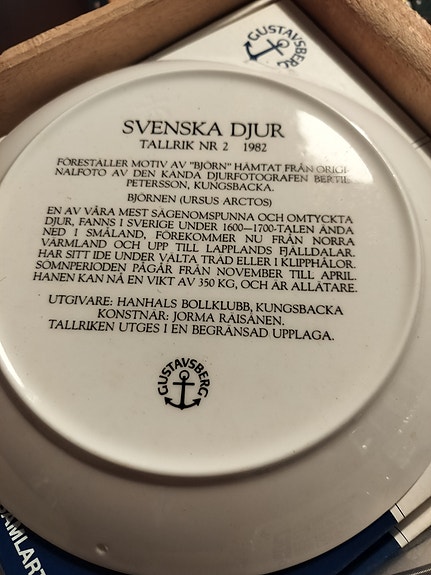 GUSTAVSBERG
SVENSKA DJUR
TALLRIK NR 2 1982
FÖRESTÄLLER MOTIV AV "BJÖRN" HÄMTAT FRÅN ORIGI-
NALFOTO AV DEN KÄNDA DJURFOTOGRAFEN BERTIL
PETERSSON, KUNGSBACKA.
BJÖRNEN (URSUS ARCTOS)
EN AV VÅRA MEST SÄGENOMSPUNNA OCH OMTYCKTA
DJUR, FANNS I SVERIGE UNDER 1600—1700-TALEN ÄNDA
NED I SMÅLAND. FÖREKOMMER NU FRÅN NORRA
VÄRMLAND OCH UPP TILL LAPPLANDS FJÄLLDALAR.
HAR SITT IDE UNDER VÄLTA TRÄD ELLER I KLIPPHÅLOR.
SÖMNPERIODEN PÅGÅR FRÅN NOVEMBER TILL APRIL.
HANEN KAN NÅ EN VIKT AV 350 KG, OCH ÄR ALLÄTARE.
UTGIVARE: HANHALS BOLLKLUBB, KUNGSBACKA
KONSTNÄR: JORMA RÄISÄNEN.
TALLRIKEN UTGES I EN BEGRÄNSAD UPPLAGA.
GUSTAVSBERG